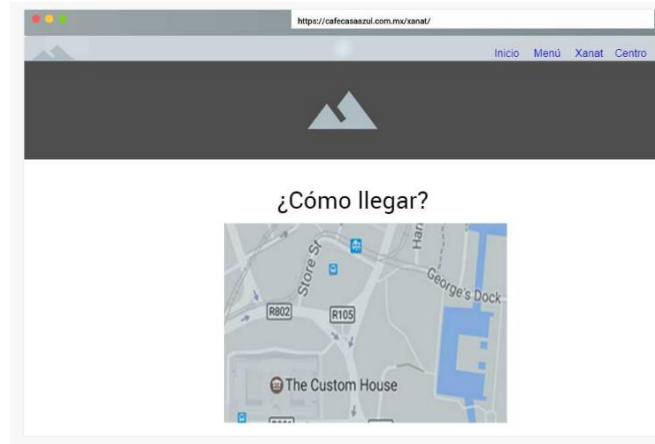 https://cafecasaazul.com.mx/xanat/
Inicio Menú Xanat Centro
¿Cómo llegar?
Store St
Han
George's Dock
R802
R105
The Custom House